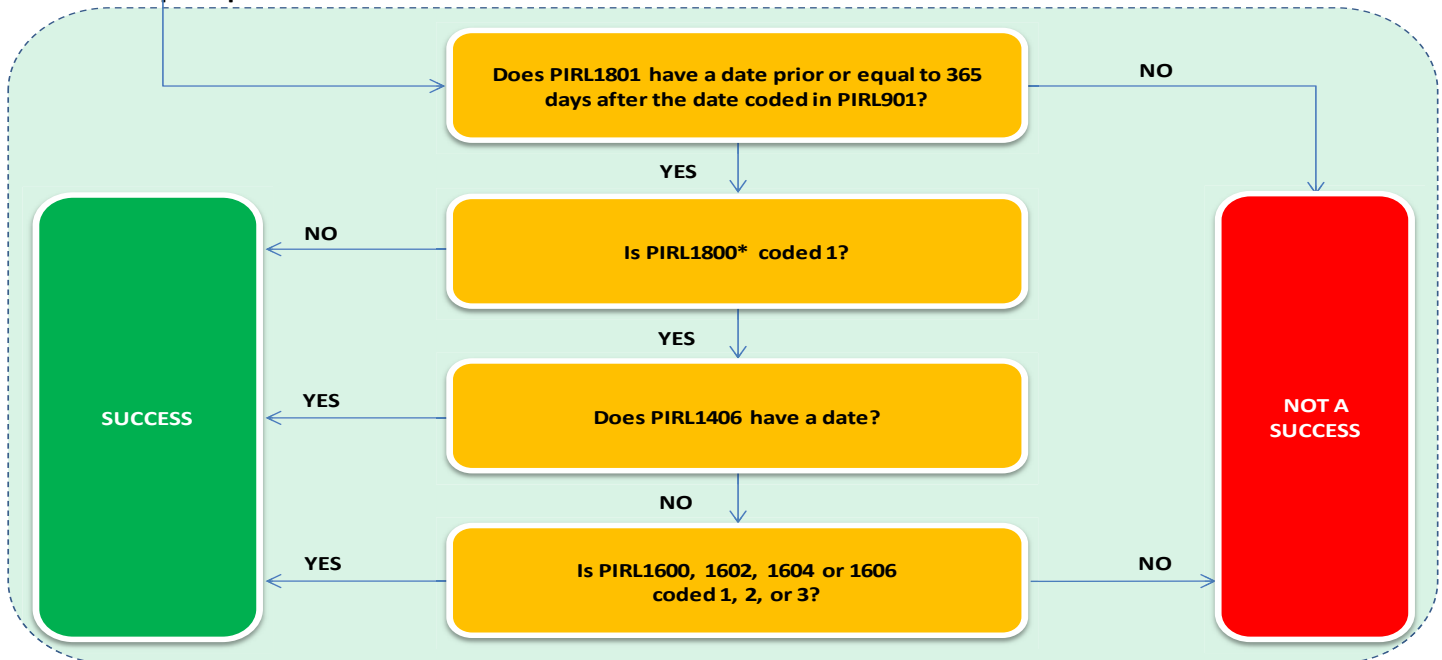 Does PIRL1801 have a date prior or equal to 365
days after the date coded in PIRL901?
NO
YES
NO
Is PIRL1800* coded 1?
YES
SUCCESS
YES
Does PIRL1406 have a date?
NOT A
SUCCESS
NO
YES
Is PIRL1600, 1602, 1604 or 1606
coded 1, 2, or 3?
NO